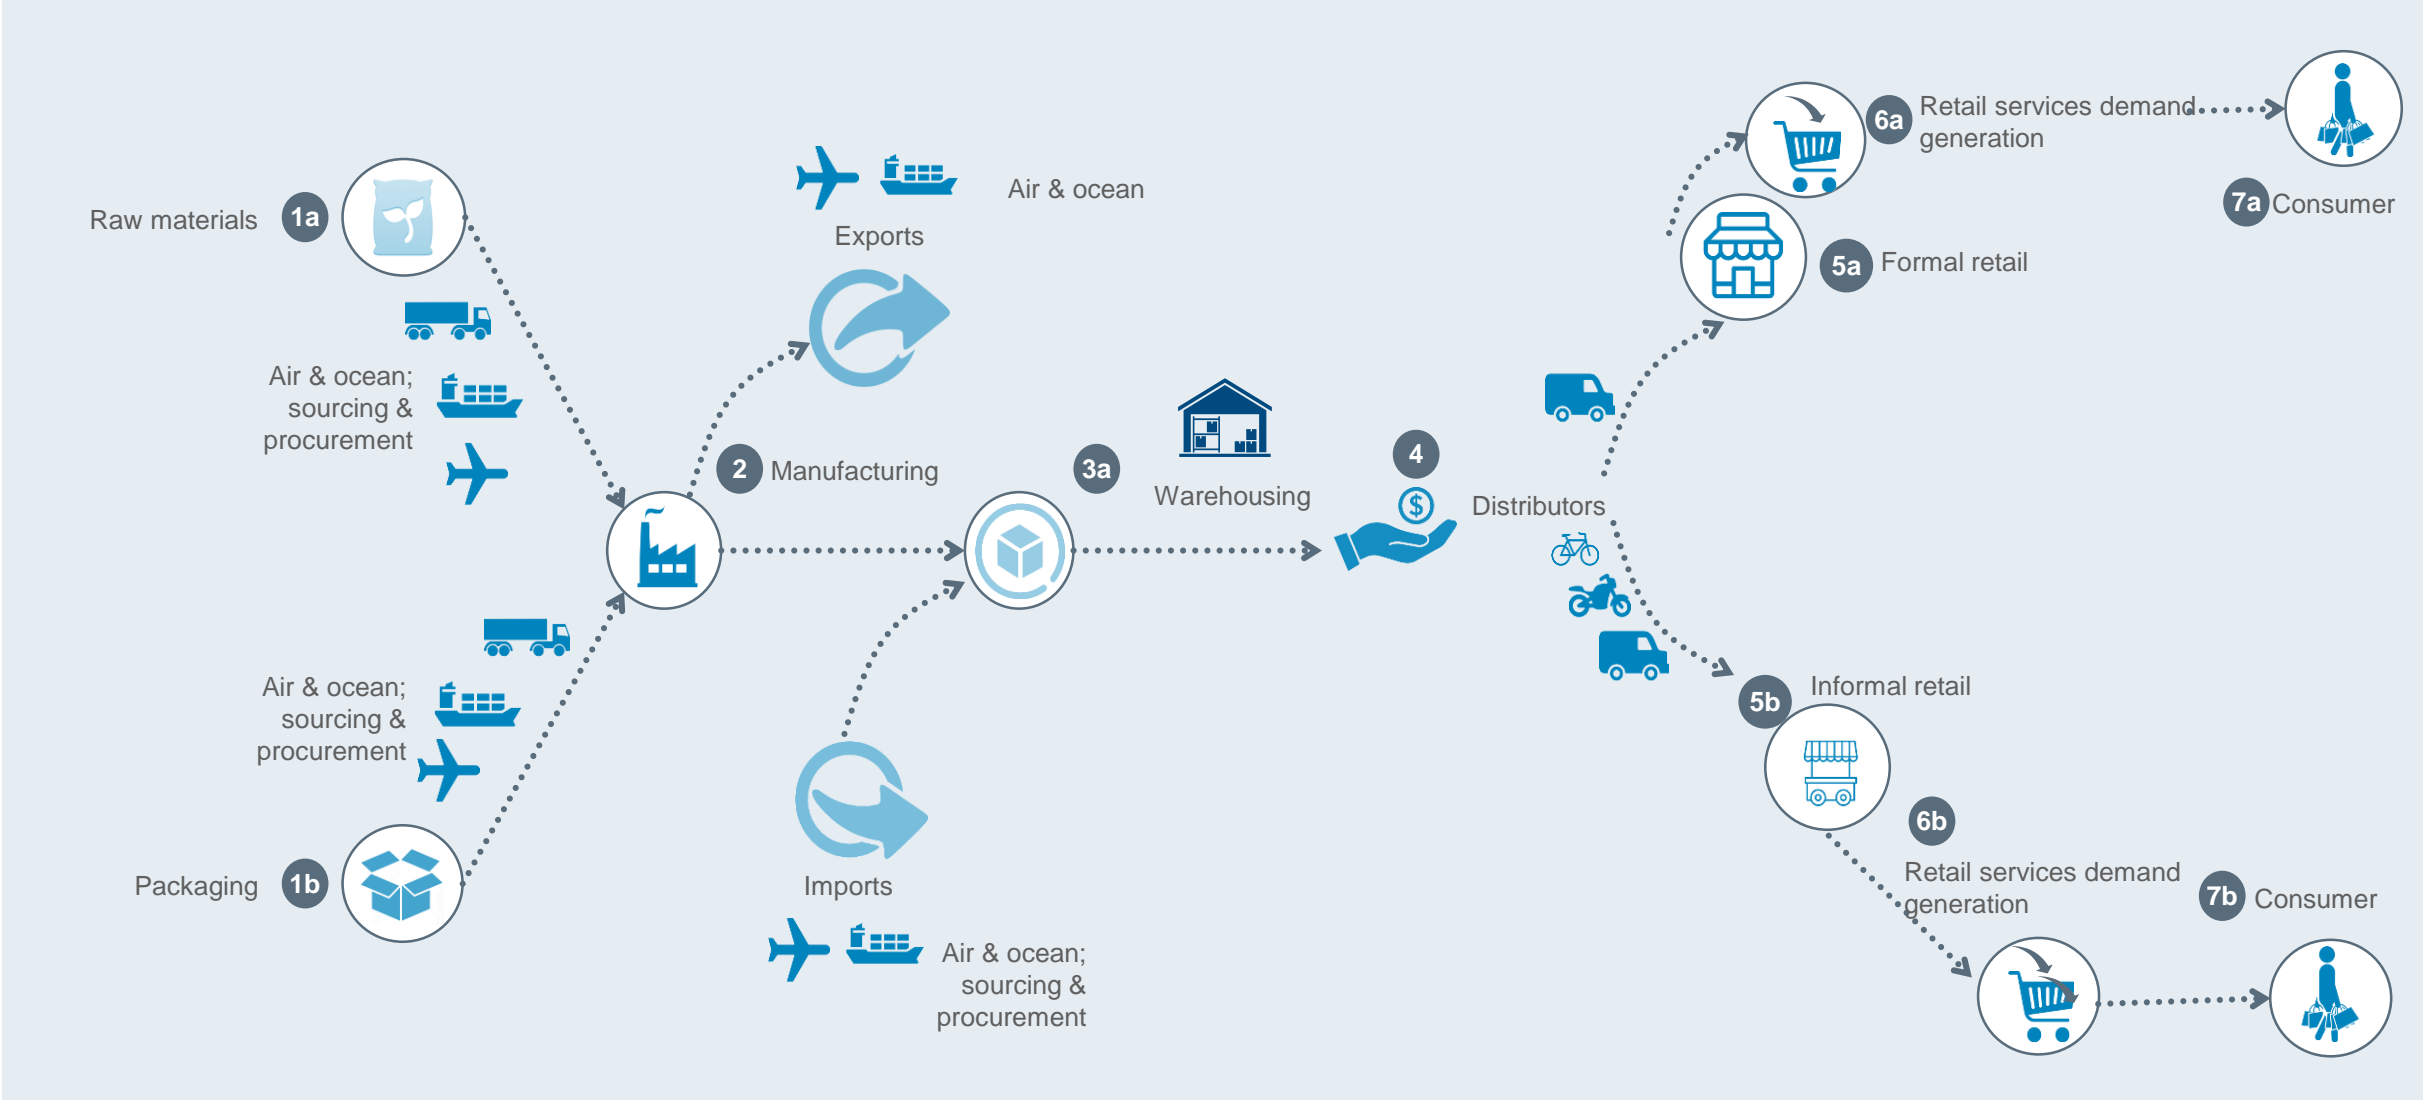 Raw materials
1a
Air & ocean;
sourcing &
procurement
Air & ocean;
sourcing &
procurement
Packaging
1b
Air & ocean
Exports
2
Manufacturing
3a
Warehousing
Imports
Air & ocean;
sourcing &
procurement
4
$
Distributors
6a
Retail services demand
generation
7a
Consumer
5a
Formal retail
5b
Informal retail
6b
Retail services demand
generation
7b
Consumer